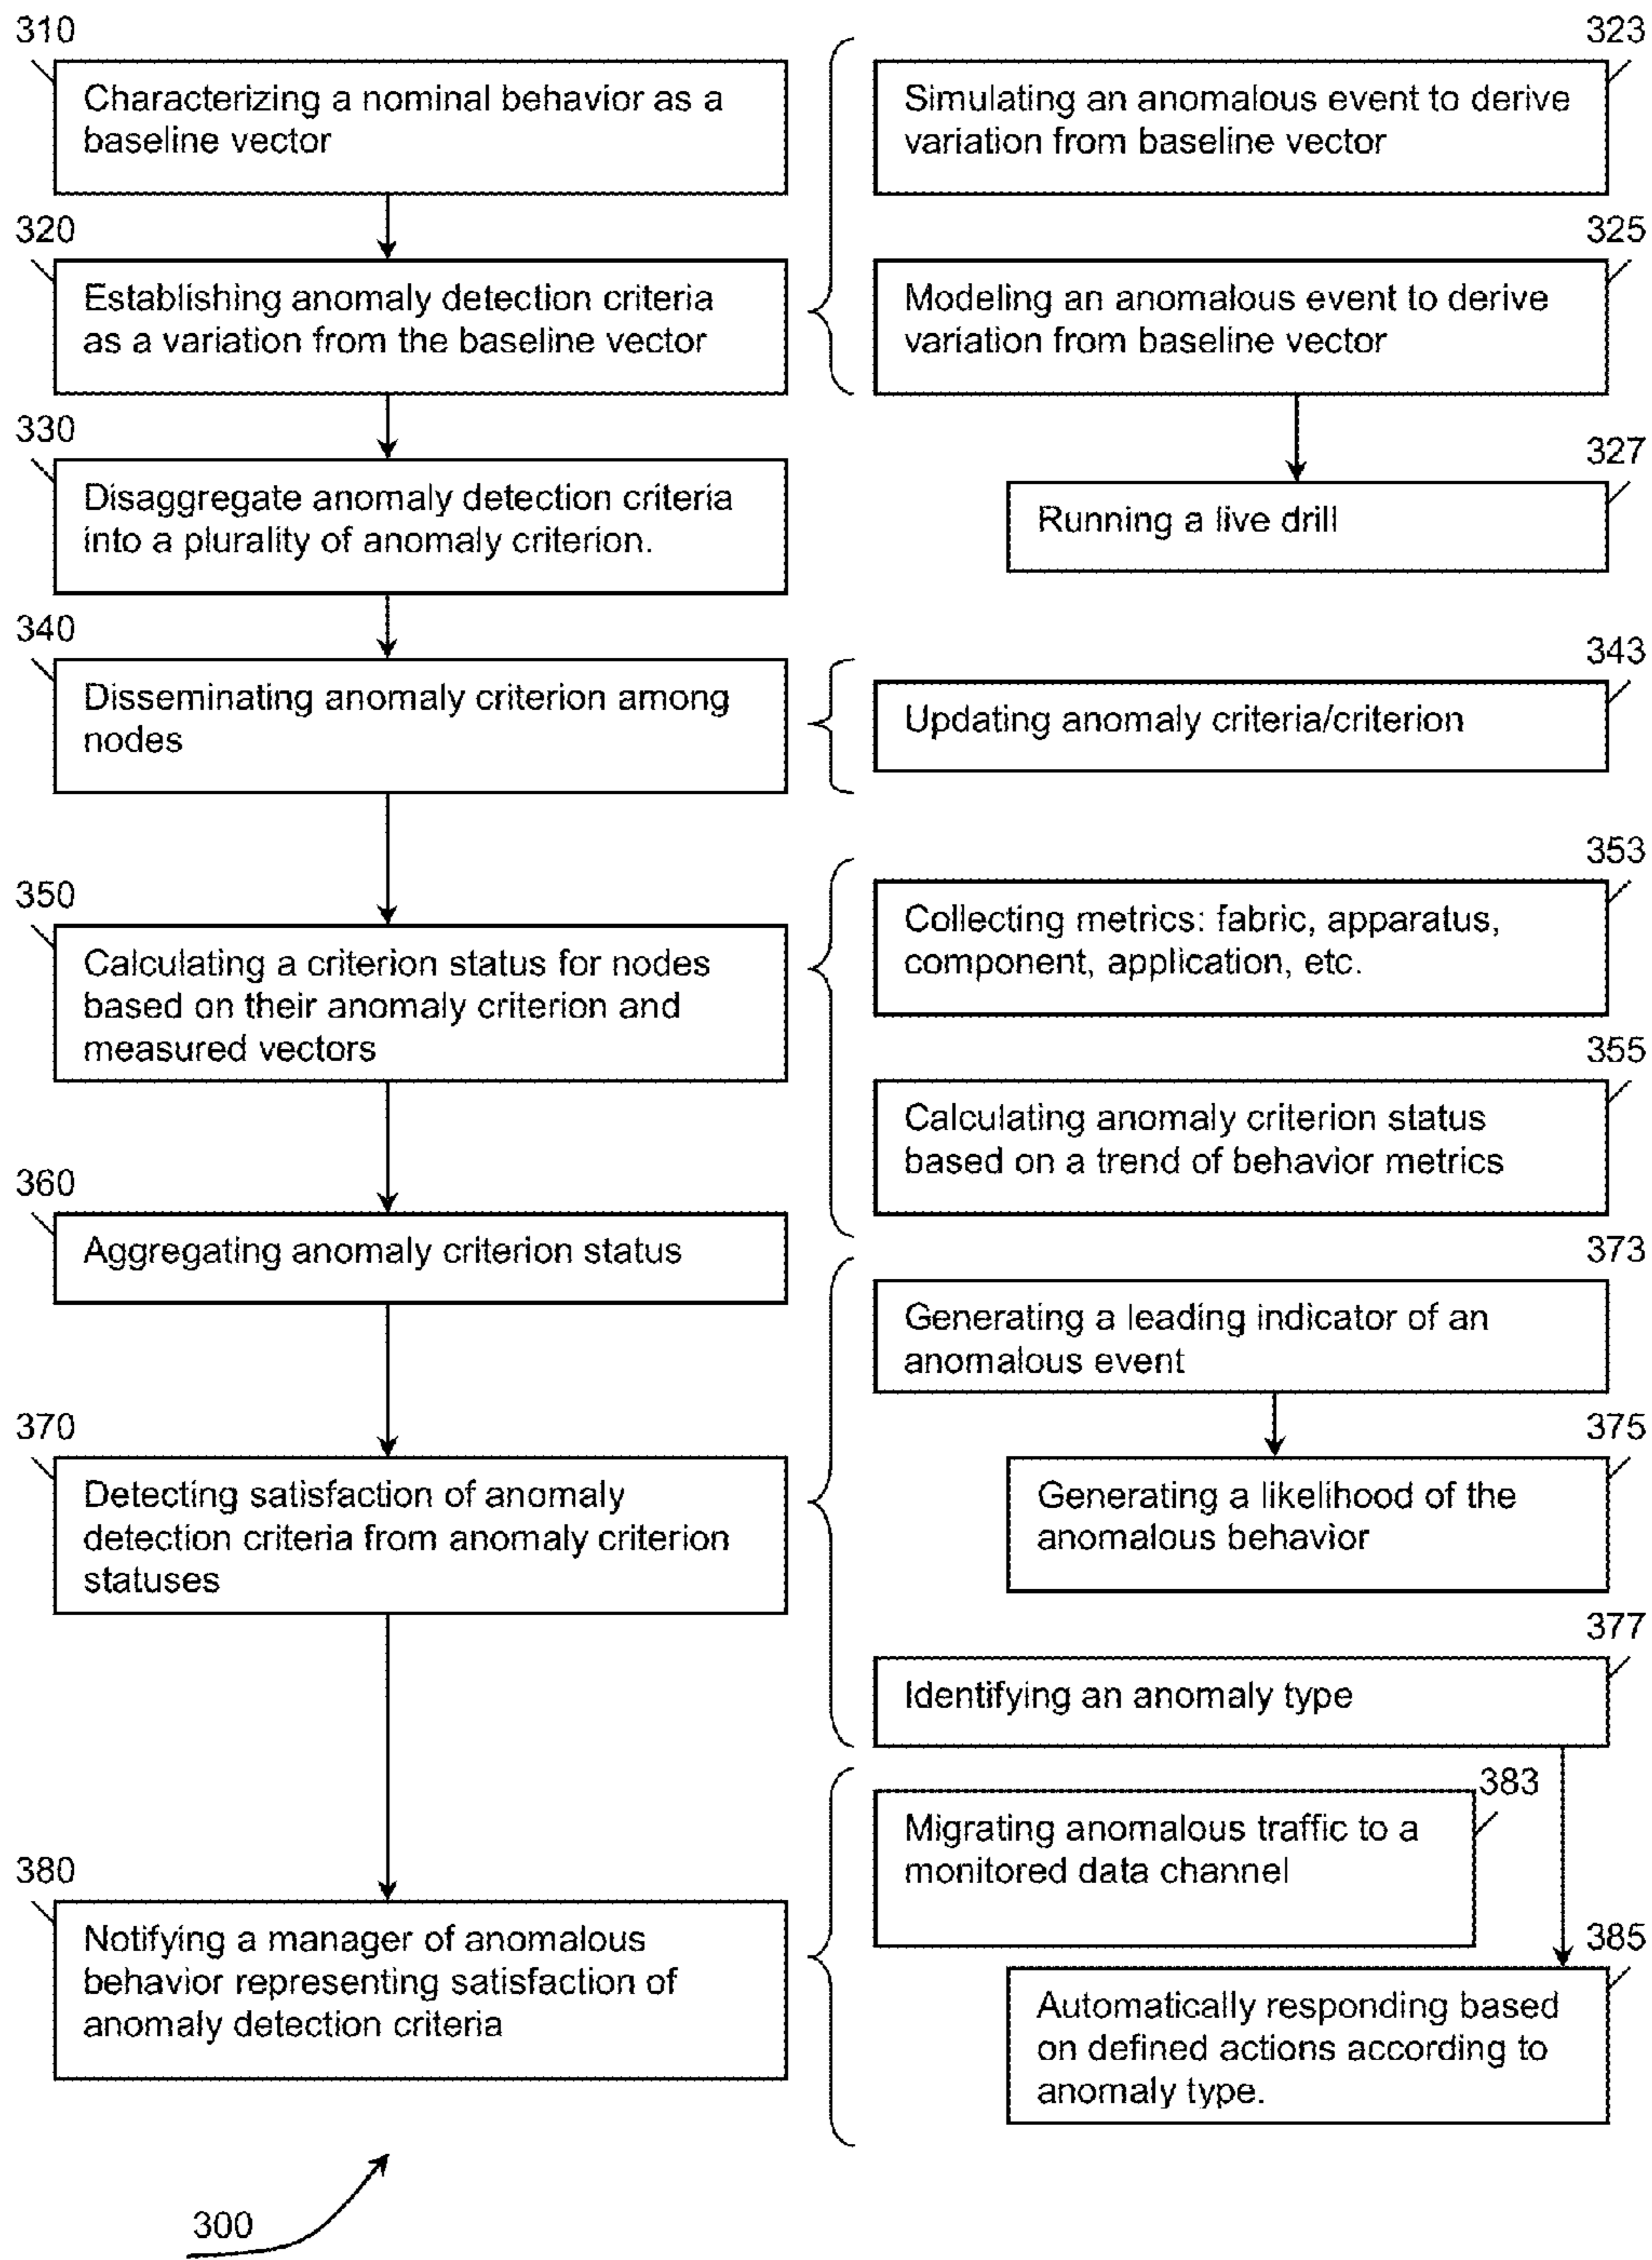 310
Characterizing a nominal behavior as a
baseline vector
320
Establishing anomaly detection criteria
as a variation from the baseline vector
323
Simulating an anomalous event to derive
variation from baseline vector
325
Modeling an anomalous event to derive
variation from baseline vector
327
Running a live drill
330
Disaggregate anomaly detection criteria
into a plurality of anomaly criterion.
340
Disseminating anomaly criterion among
nodes
343
Updating anomaly criteria/criterion
350
Calculating a criterion status for nodes
based on their anomaly criterion and
measured vectors
353
Collecting metrics: fabric, apparatus,
component, application, etc.
355
Calculating anomaly criterion status
based on a trend of behavior metrics
360
Aggregating anomaly criterion status
370
Detecting satisfaction of anomaly
detection criteria from anomaly criterion
statuses
373
Generating a leading indicator of an
anomalous event
375
Generating a likelihood of the
anomalous behavior
377
Identifying an anomaly type
380
Notifying a manager of anomalous
behavior representing satisfaction of
anomaly detection criteria
383
Migrating anomalous traffic to a
monitored data channel
385
Automatically responding based
on defined actions according to
anomaly type.
300